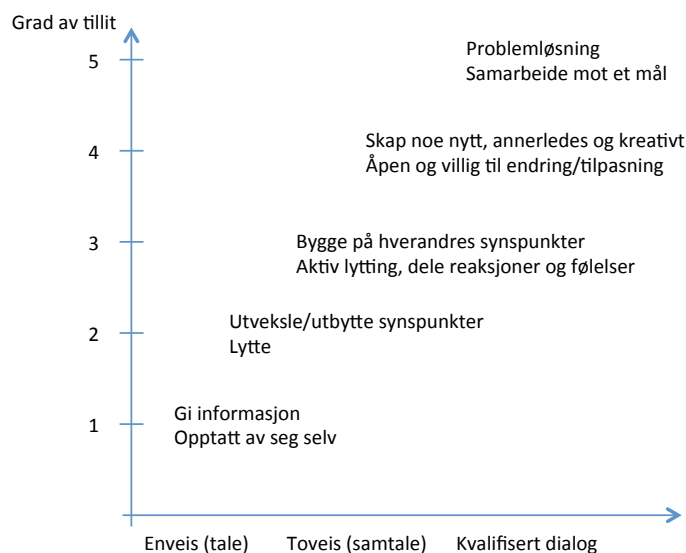 Grad av tillit
5
Problemløsning
Samarbeide mot et mål
4
Skap noe nytt, annerledes og kreativt
Åpen og villig til endring/tilpasning
3
Bygge på hverandres synspunkter
Aktiv lytting, dele reaksjoner og følelser
2
Utveksle/utbytte synspunkter
Lytte
1
Gi informasjon
Opptatt av seg selv
Enveis (tale) Toveis (samtale) Kvalifisert dialog